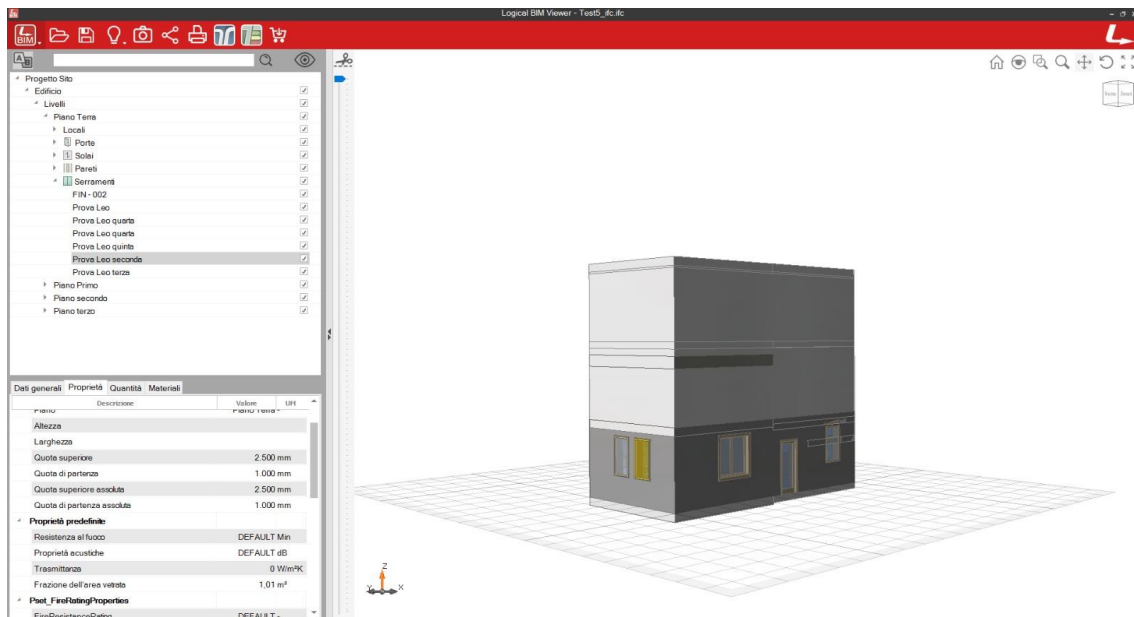 Logical BIM Viewer - Test5_ifc.ifc
BIM
Progetto Sito
Edificio
Livelli
Piano Terra
Locali
Porte
Solai
Pareti
Serramenti
FIN - 002
Prova Leo
Prova Leo quarta
Prova Leo quarta
Prova Leo quinta
Prova Leo seconda
Prova Leo terza
Piano Primo
Piano secondo
Piano terzo
Dati generali Proprietà Quantità Materiali
Descrizione Valore UM
Piano Piano Terra -
Altezza
Larghezza
Quota superiore 2.500 mm
Quota di partenza 1.000 mm
Quota superiore assoluta 2.500 mm
Quota di partenza assoluta 1.000 mm
Proprietà predefinite
Resistenza al fuoco DEFAULT Min
Proprietà acustiche DEFAULT dB
Trasmittanza 0 W/m²K
Frazione dell'area vetrata 1,01 m²
Pset_FireRatingProperties
FireResistanceRating DEFAULT -
Z
Y X